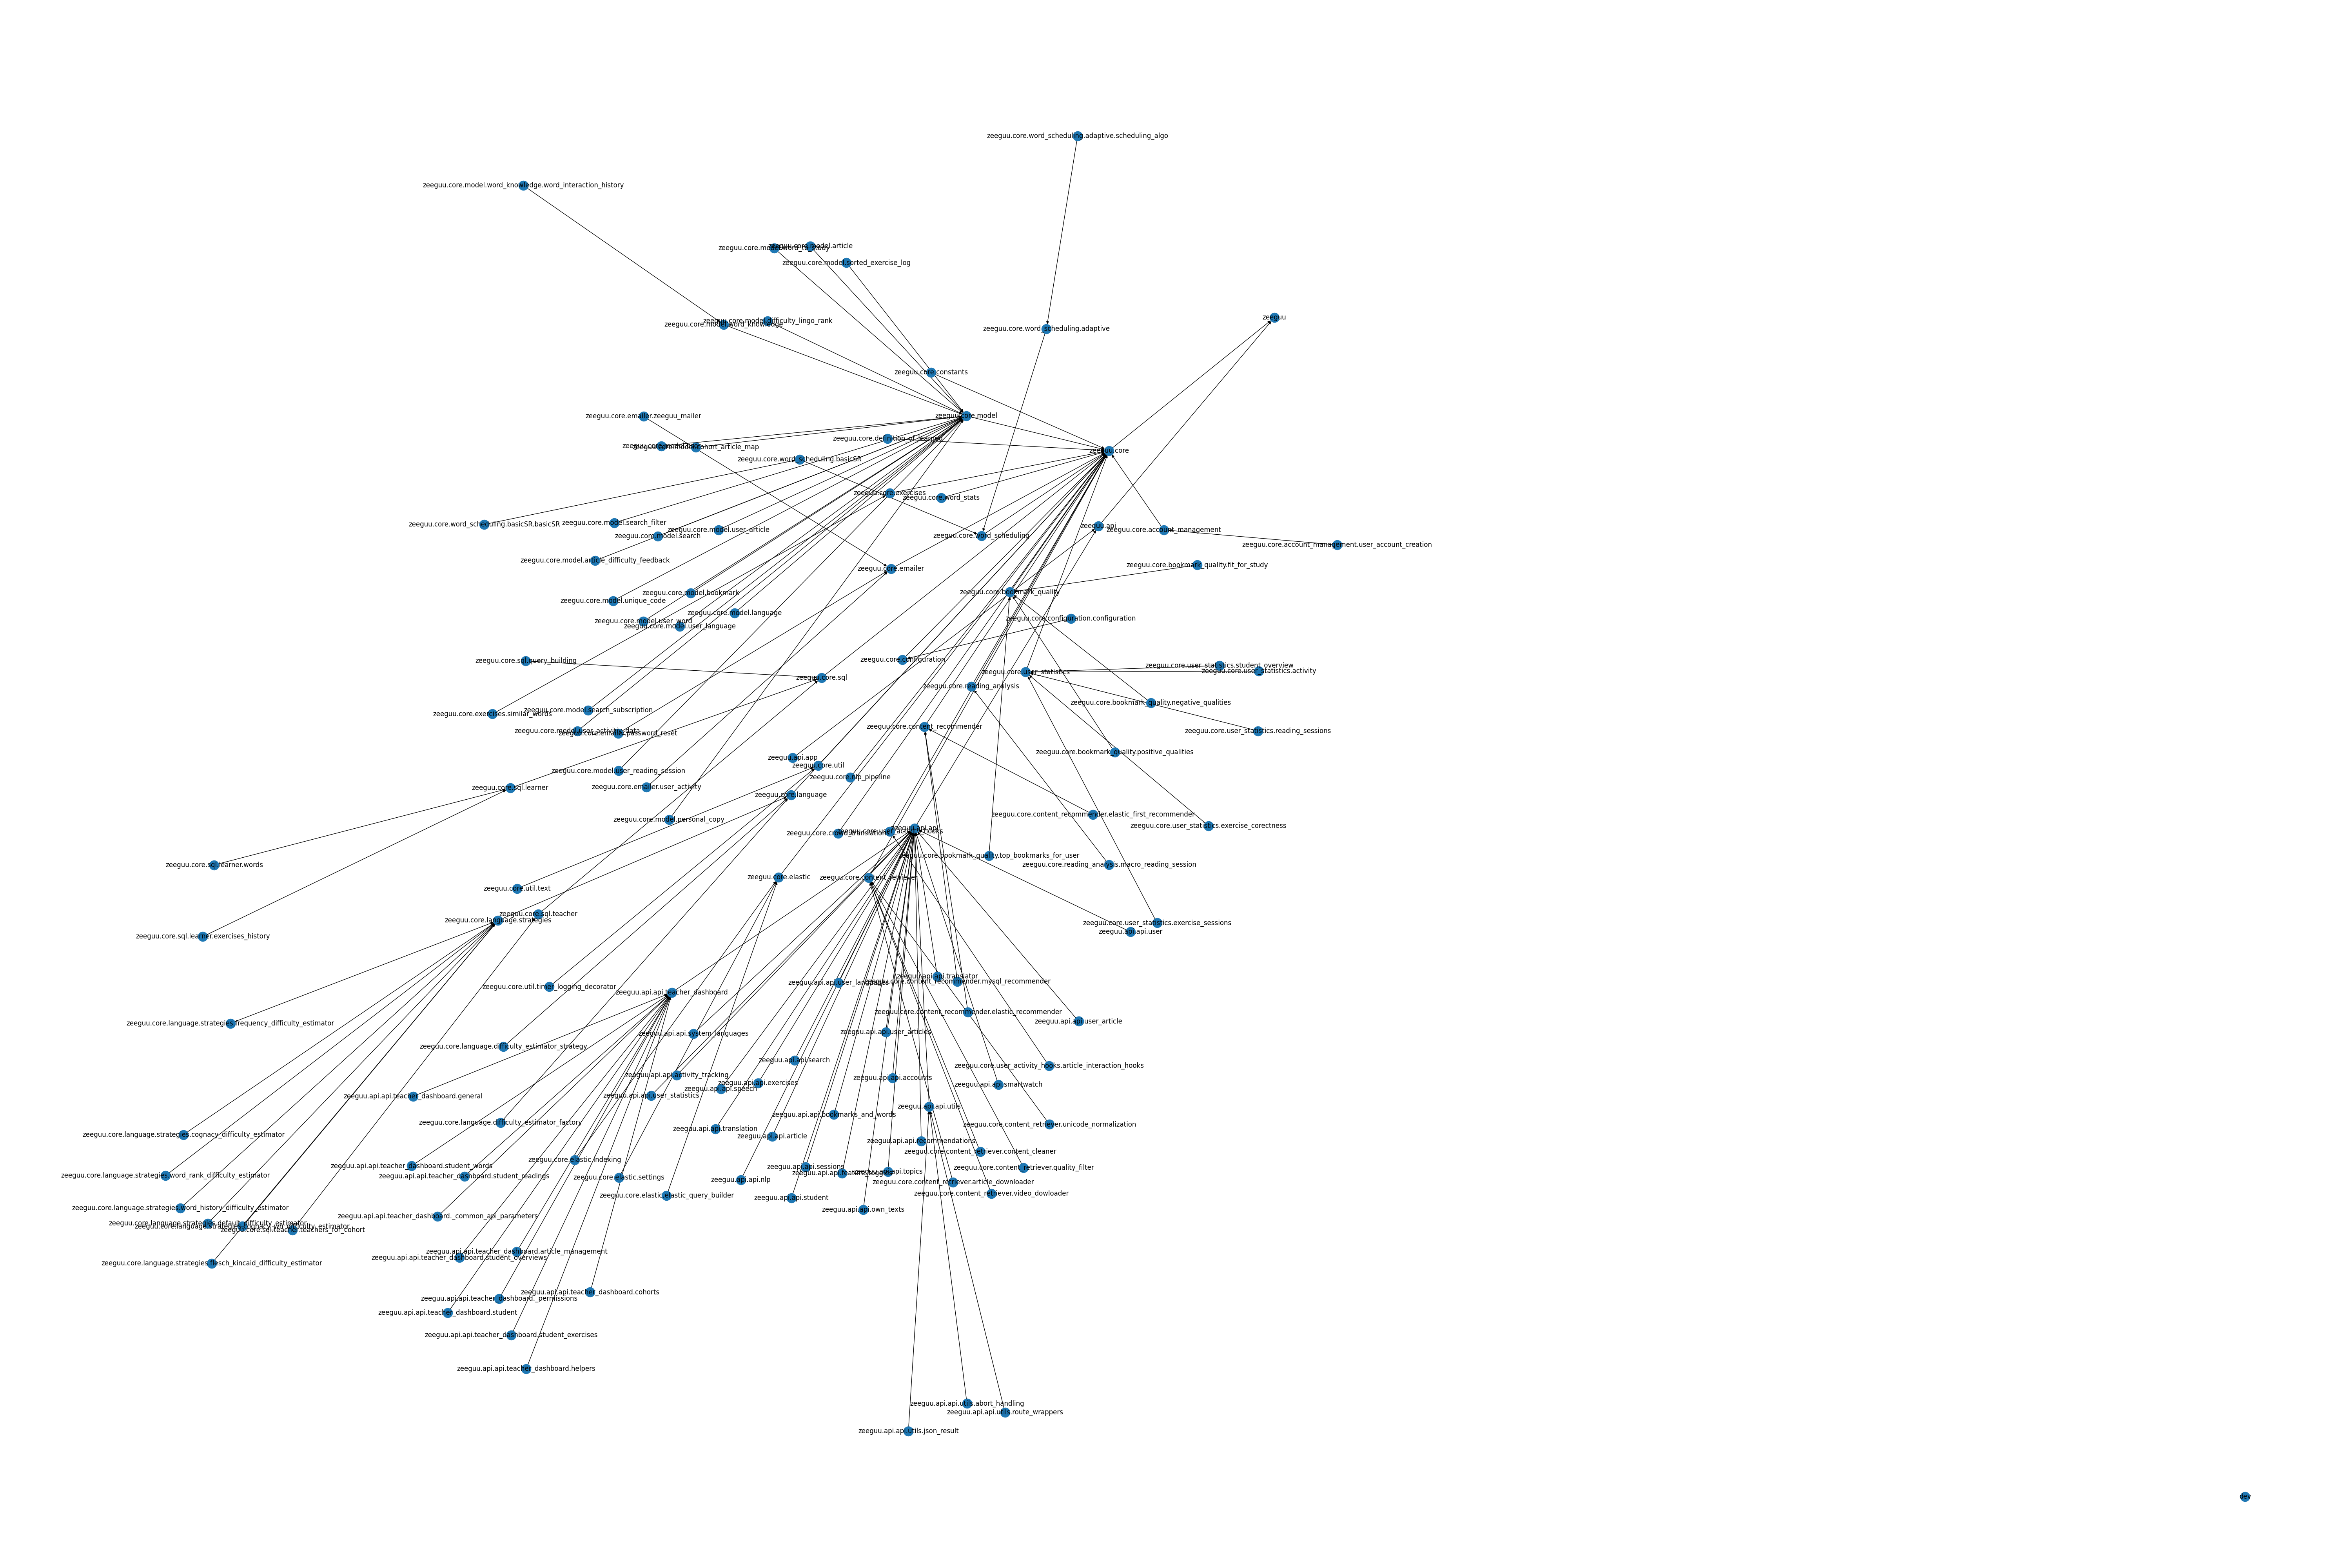 zeeguu.core.word_scheduling.adaptive.scheduling_algo
zeeguu.core.model.word_knowledge.word_interaction_history
zeeguu.core.model.article
zeeguu.core.model.word_to_study
zeeguu.core.model.sorted_exercise_log
zeeguu
zeeguu.core.model.difficulty_lingo_rank
zeeguu.core.model.word_knowledge
zeeguu.core.word_scheduling.adaptive
zeeguu.core.constants
zeeguu.core.model
zeeguu.core.emailer.zeeguu_mailer
zeeguu.core.definition_of_learned
zeeguu.core
zeeguu.core.word_scheduling.basicSR
zeeguu.core.exercises
zeeguu.core.word_stats
zeeguu.core.word_scheduling.basicSR.basicSR
zeeguu.core.model.search_filter
zeeguu.api
zeeguu.core.model.user_article
zeeguu.core.account_management
zeeguu.core.model.search
zeeguu.core.word_scheduling
zeeguu.core.account_management.user_account_creation
zeeguu.core.model.article_difficulty_feedback
zeeguu.core.bookmark_quality.fit_for_study
zeeguu.core.emailer
zeeguu.core.bookmark_quality
zeeguu.core.model.bookmark
zeeguu.core.model.unique_code
zeeguu.core.model.language
zeeguu.core.configuration.configuration
zeeguu.core.model.user_word
zeeguu.core.model.user_language
zeeguu.core.sql.query_building
zeeguu.core.configuration
zeeguu.core.user_statistics.student_overview
zeeguu.core.user_statistics.activity
zeeguu.core.user_statistics
zeeguu.core.sql
zeeguu.core.reading_analysis
zeeguu.core.bookmark_quality.negative_qualities
zeeguu.core.model.search_subscription
zeeguu.core.exercises.similar_words
zeeguu.core.content_recommender
zeeguu.core.model.user_activity_data
zeeguu.core.emailer.password_reset
zeeguu.core.user_statistics.reading_sessions
zeeguu.core.bookmark_quality.positive_qualities
zeeguu.api.app
zeeguu.core.util
zeeguu.core.model.user_reading_session
zeeguu.core.nlp_pipeline
zeeguu.core.sql.learner
zeeguu.core.emailer.user_activity
zeeguu.core.language
zeeguu.core.content_recommender.elastic_first_recommender
zeeguu.core.model.personal_copy
zeeguu.core.user_statistics.exercise_corectness
zeeguu.api.api
zeeguu.core.crowd_translations
zeeguu.core.user_activity_hooks
zeeguu.core.bookmark_quality.top_bookmarks_for_user
zeeguu.core.sql.learner.words
zeeguu.core.reading_analysis.macro_reading_session
zeeguu.core.elastic
zeeguu.core.content_retriever
zeeguu.core.util.text
zeeguu.core.sql.teacher
zeeguu.core.language.strategies
zeeguu.core.user_statistics.exercise_sessions
zeeguu.api.api.user
zeeguu.core.sql.learner.exercises_history
zeeguu.api.api.translator
zeeguu.core.content_recommender.mysql_recommender
zeeguu.api.api.user_languages
zeeguu.core.util.timer_logging_decorator
zeeguu.api.api.teacher_dashboard
zeeguu.core.content_recommender.elastic_recommender
zeeguu.api.api.user_article
zeeguu.core.language.strategies.frequency_difficulty_estimator
zeeguu.api.api.user_articles
zeeguu.api.api.system_languages
zeeguu.core.language.difficulty_estimator_strategy
zeeguu.api.api.search
zeeguu.core.user_activity_hooks.article_interaction_hooks
zeeguu.api.api.activity_tracking
zeeguu.api.api.accounts
zeeguu.api.api.exercises
zeeguu.api.api.smartwatch
zeeguu.api.api.speech
zeeguu.api.api.user_statistics
zeeguu.api.api.teacher_dashboard.general
zeeguu.api.api.utils
zeeguu.api.api.bookmarks_and_words
zeeguu.core.language.difficulty_estimator_factory
zeeguu.core.content_retriever.unicode_normalization
zeeguu.api.api.translation
zeeguu.core.language.strategies.cognacy_difficulty_estimator
zeeguu.api.api.article
zeeguu.api.api.recommendations
zeeguu.core.content_retriever.content_cleaner
zeeguu.core.elastic.indexing
zeeguu.api.api.teacher_dashboard.student_words
zeeguu.api.api.sessions
zeeguu.core.content_retriever.quality_filter
zeeguu.api.api.topics
zeeguu.api.api.feature_toggles
zeeguu.core.language.strategies.word_rank_difficulty_estimator
zeeguu.api.api.teacher_dashboard.student_readings
zeeguu.core.elastic.settings
zeeguu.api.api.nlp
zeeguu.core.content_retriever.article_downloader
zeeguu.core.content_retriever.video_dowloader
zeeguu.core.elastic.elastic_query_builder
zeeguu.api.api.student
zeeguu.core.language.strategies.word_history_difficulty_estimator
zeeguu.api.api.own_texts
zeeguu.api.api.teacher_dashboard._common_api_parameters
zeeguu.core.language.strategies.default_difficulty_estimator
zeeguu.core.sql.teacher.teachers_for_cohort
zeeguu.api.api.teacher_dashboard.article_management
zeeguu.api.api.teacher_dashboard.student_overviews
zeeguu.core.language.strategies.flesch_kincaid_difficulty_estimator
zeeguu.api.api.teacher_dashboard.cohorts
zeeguu.api.api.teacher_dashboard._permissions
zeeguu.api.api.teacher_dashboard.student
zeeguu.api.api.teacher_dashboard.student_exercises
zeeguu.api.api.teacher_dashboard.helpers
zeeguu.api.api.utils.abort_handling
zeeguu.api.api.utils.route_wrappers
zeeguu.api.api.utils.json_result
dev